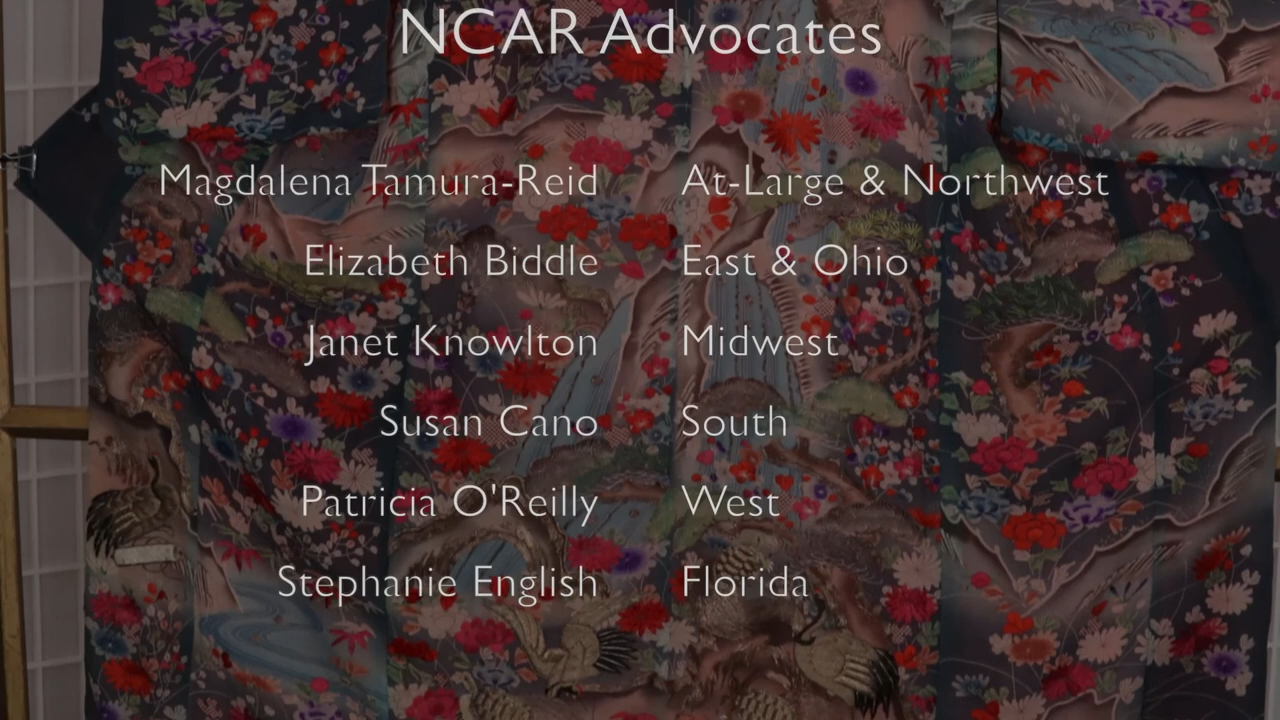 NCAR Advocates
Magdalena Tamura-Reid At-Large & Northwest
Elizabeth Biddle East & Ohio
Janet Knowlton Midwest
Susan Cano South
Patricia O'Reilly West
Stephanie English Florida